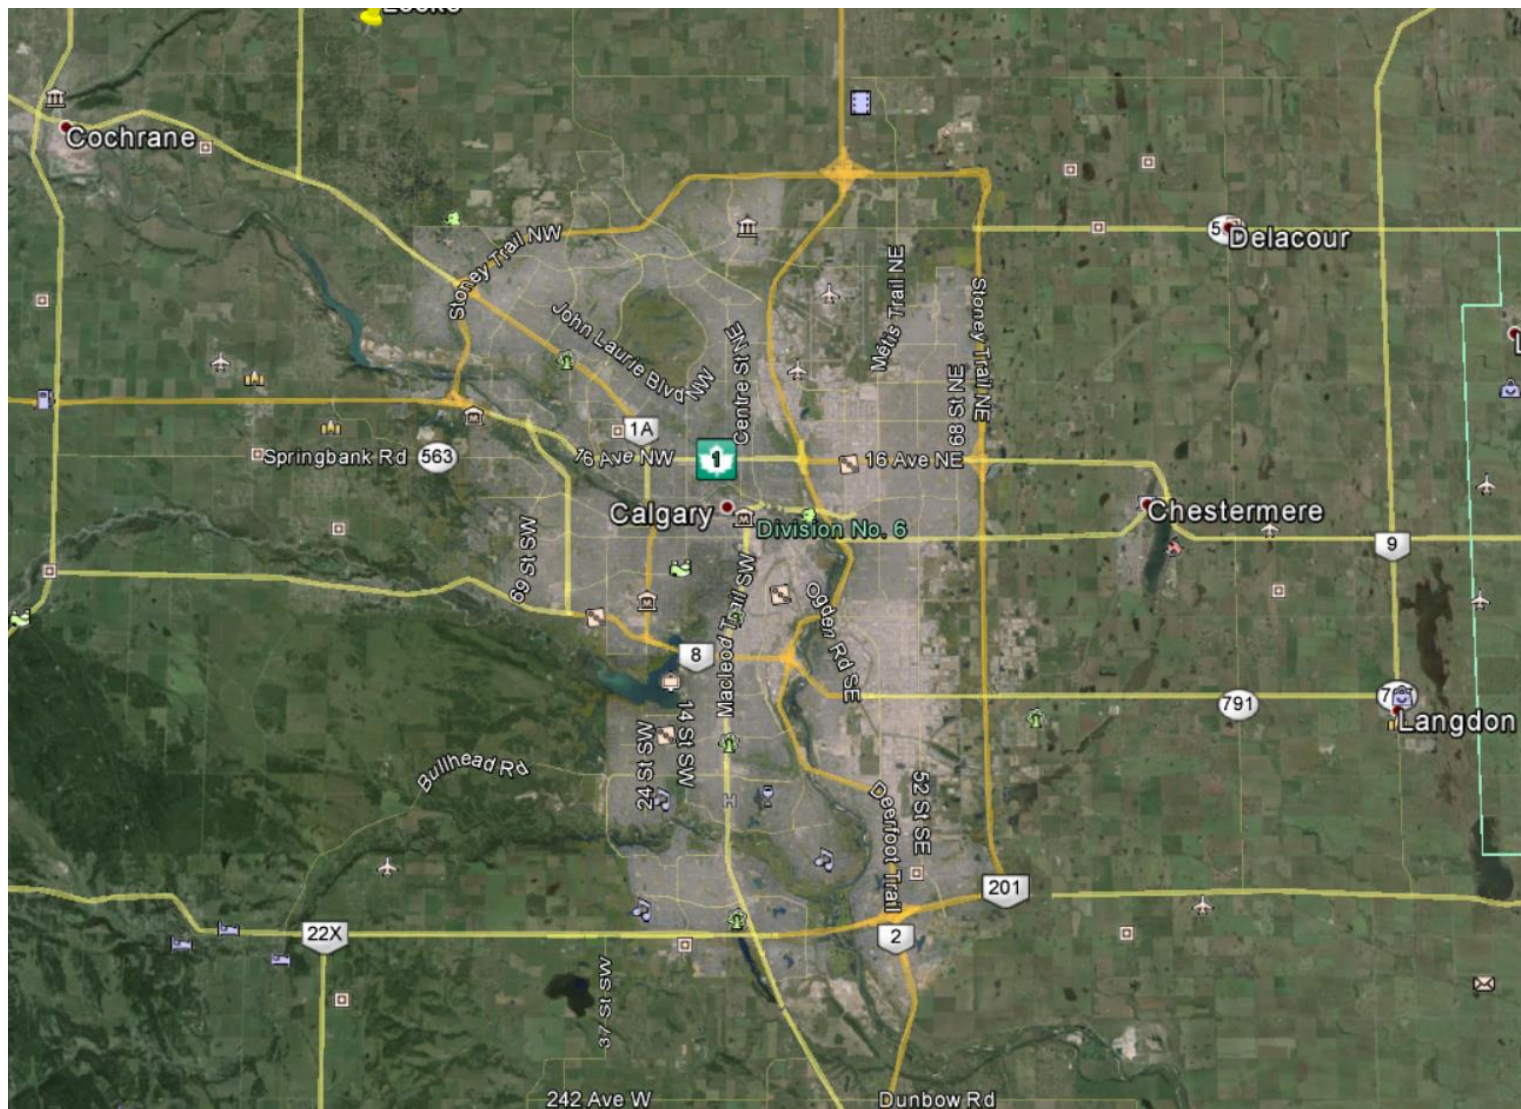 Cochrane
Stoney Trail NW
5
Delacour
John Laurie Blvd NW
Centre St NE
Métis Trail NE
Stoney Trail NE
68 St NE
1A
Springbank Rd
563
16 Ave NW
1
16 Ave NE
Calgary
Division No. 6
Chestermere
9
69 St SW
Macleod Trail SW
Ogden Rd SE
8
791
7
Langdon
14 St SW
24 St SW
Bullhead Rd
Deerfoot Trail
52 St SE
201
22X
2
37 St SW
242 Ave W
Dunbow Rd